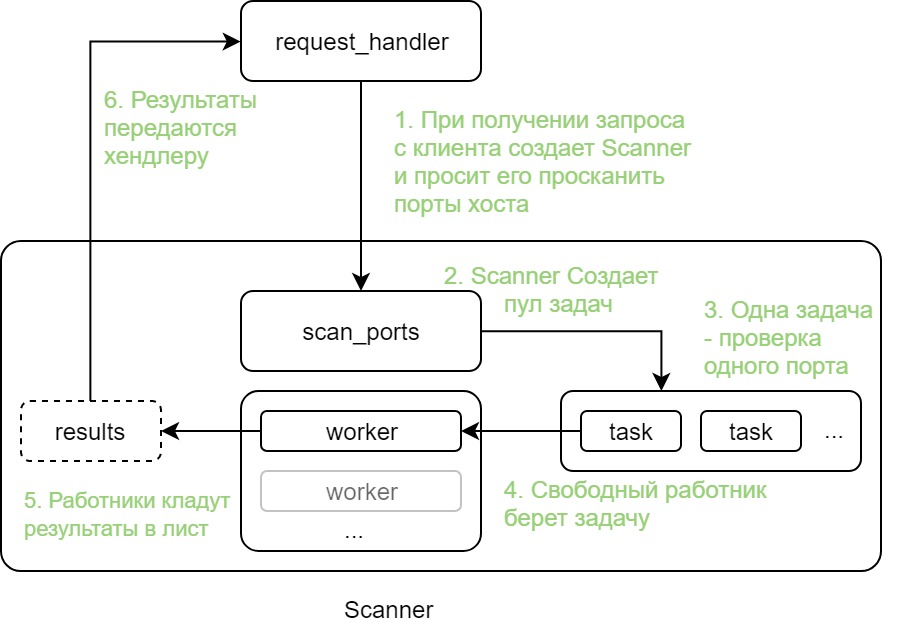 request_handler
6. Результаты
передаются
хендлеру
1. При получении запроса
с клиента создает Scanner
и просит его просканить
порты хоста
2. Scanner Создает
пул задач
scan_ports
3. Одна задача
- проверка
одного порта
results
worker
task
task
...
worker
...
4. Свободный работник
берет задачу
5. Работники кладут
результаты в лист
Scanner